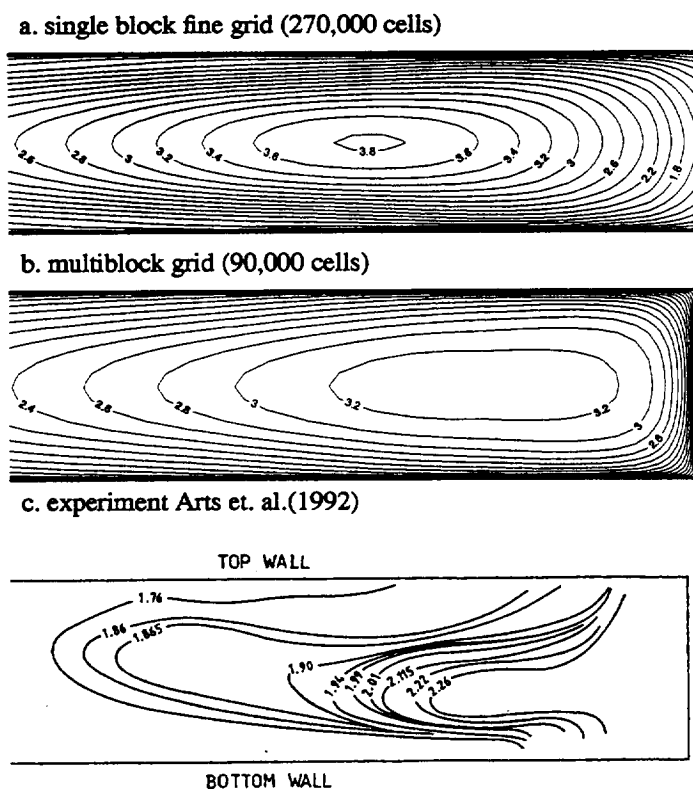 a. single block fine grid (270,000 cells)
2.6 2.8 3 3.2 3.4 3.6 3.8 3.6 3.4 3.2 3 2.6 2.2 1.8
b. multiblock grid (90,000 cells)
2.4 2.6 2.8 3 3.2 3.2 3 2.6
c. experiment Arts et. al.(1992)
TOP WALL
1.76
1.86
1.865
1.90
1.94
1.99
2.01
2.115
2.22
2.26
BOTTOM WALL